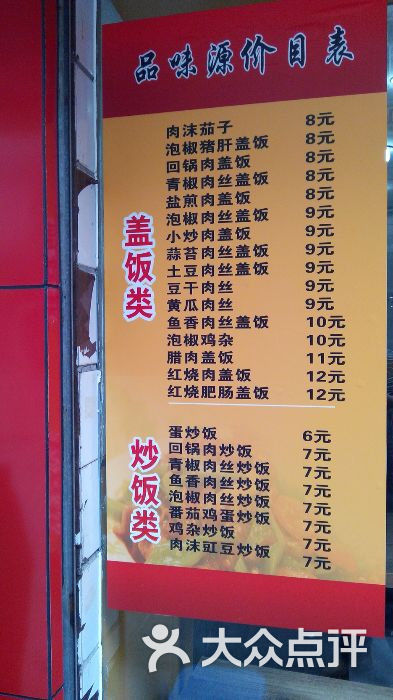 品味源价目表
盖饭类
肉沫茄子 8元
泡椒猪肝盖饭 8元
回锅肉盖饭 8元
青椒肉丝盖饭 8元
盐煎肉盖饭 8元
泡椒肉丝盖饭 9元
小炒肉盖饭 9元
蒜苔肉丝盖饭 9元
土豆肉丝盖饭 9元
豆干肉丝 9元
黄瓜肉丝 9元
鱼香肉丝盖饭 10元
泡椒鸡杂 10元
腊肉盖饭 11元
红烧肉盖饭 12元
红烧肥肠盖饭 12元
炒饭类
蛋炒饭 6元
回锅肉炒饭 7元
青椒肉丝炒饭 7元
鱼香肉丝炒饭 7元
泡椒肉丝炒饭 7元
番茄鸡蛋炒饭 7元
鸡杂炒饭 7元
肉沫豇豆炒饭 7元
大众点评